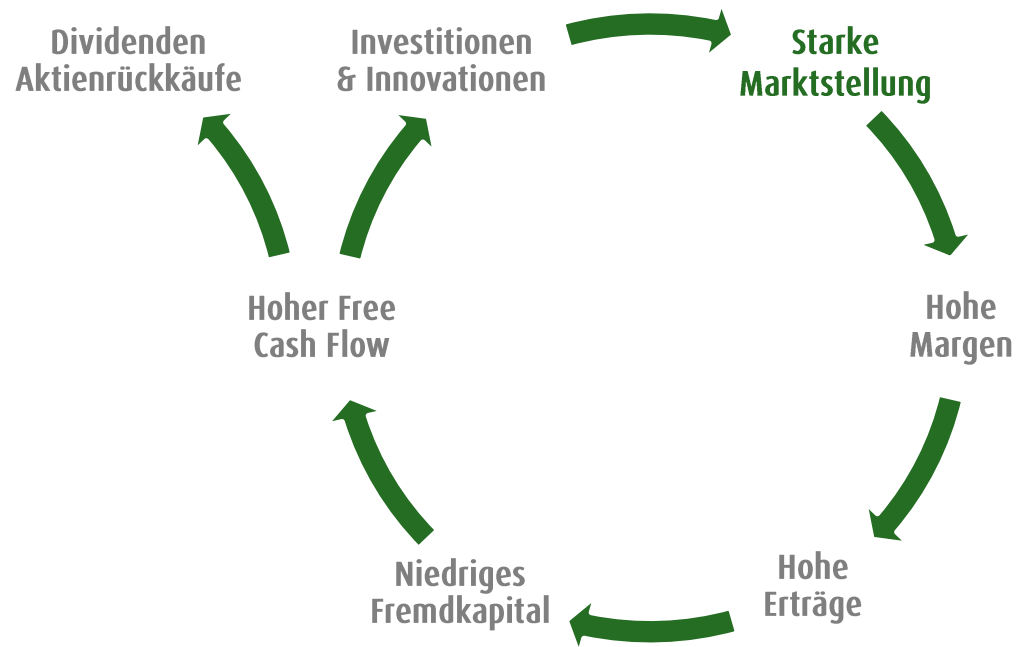 Dividenden
Aktienrückkäufe
Investitionen
& Innovationen
Starke
Marktstellung
Hohe
Margen
Hohe
Erträge
Niedriges
Fremdkapital
Hoher Free
Cash Flow